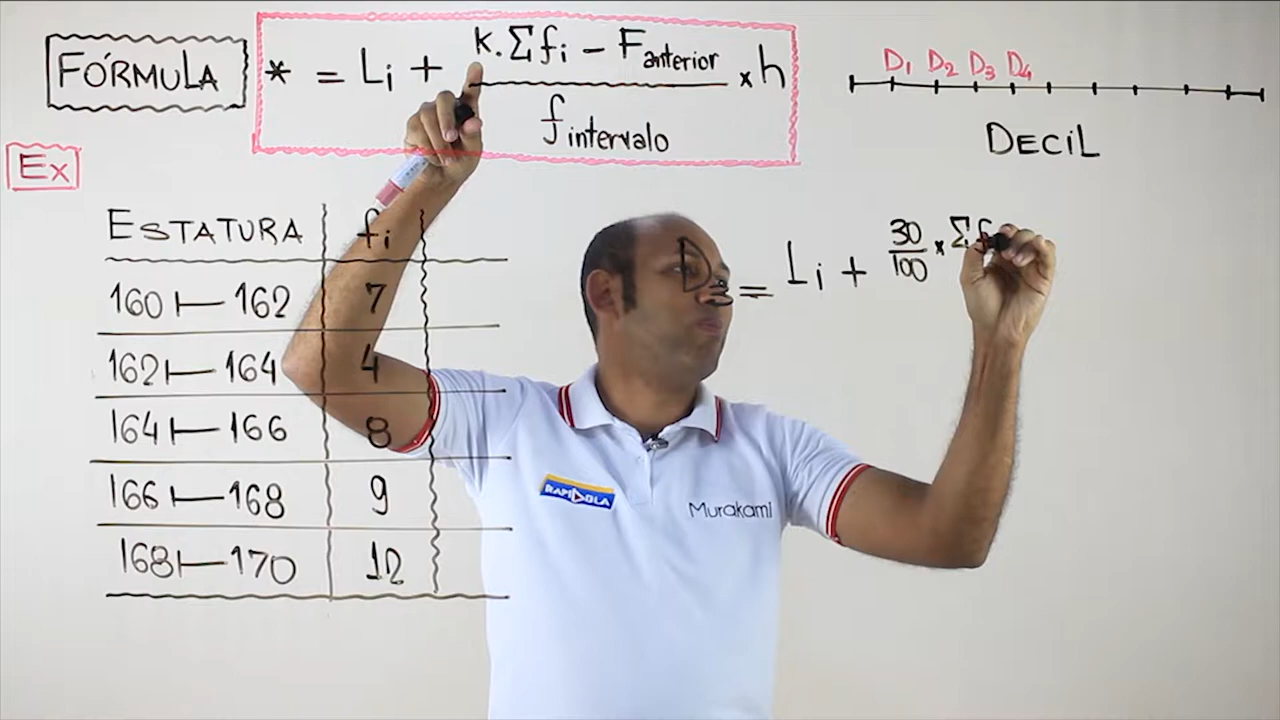 FÓRMULA
* = Li + K.Σfi – Fanterior / fintervalo × h
D1 D2 D3 D4
DECIL
Ex
ESTATURA fi
160 ⊢ 162 7
162 ⊢ 164 4
164 ⊢ 166 8
166 ⊢ 168 9
168 ⊢ 170 12
D3 = Li + 30/100 × Σf
RAPIDOLA
Murakami